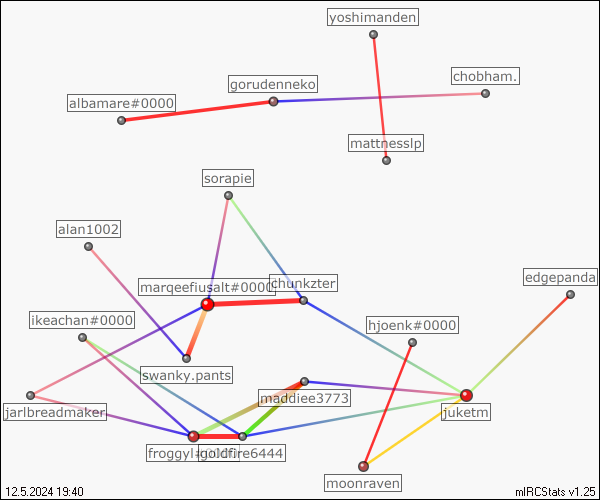 yoshimanden
chobham.
gorudenneko
albamare#0000
mattnesslp
sorapie
alan1002
edgepanda
marqeefiusalt#0000
chunkzter
ikeachan#0000
hjoenk#0000
swanky.pants
maddiee3773
jarlbreadmaker
juketm
goldfire6444
moonraven
12.5.2024 19:40
mIRCStats v1.25